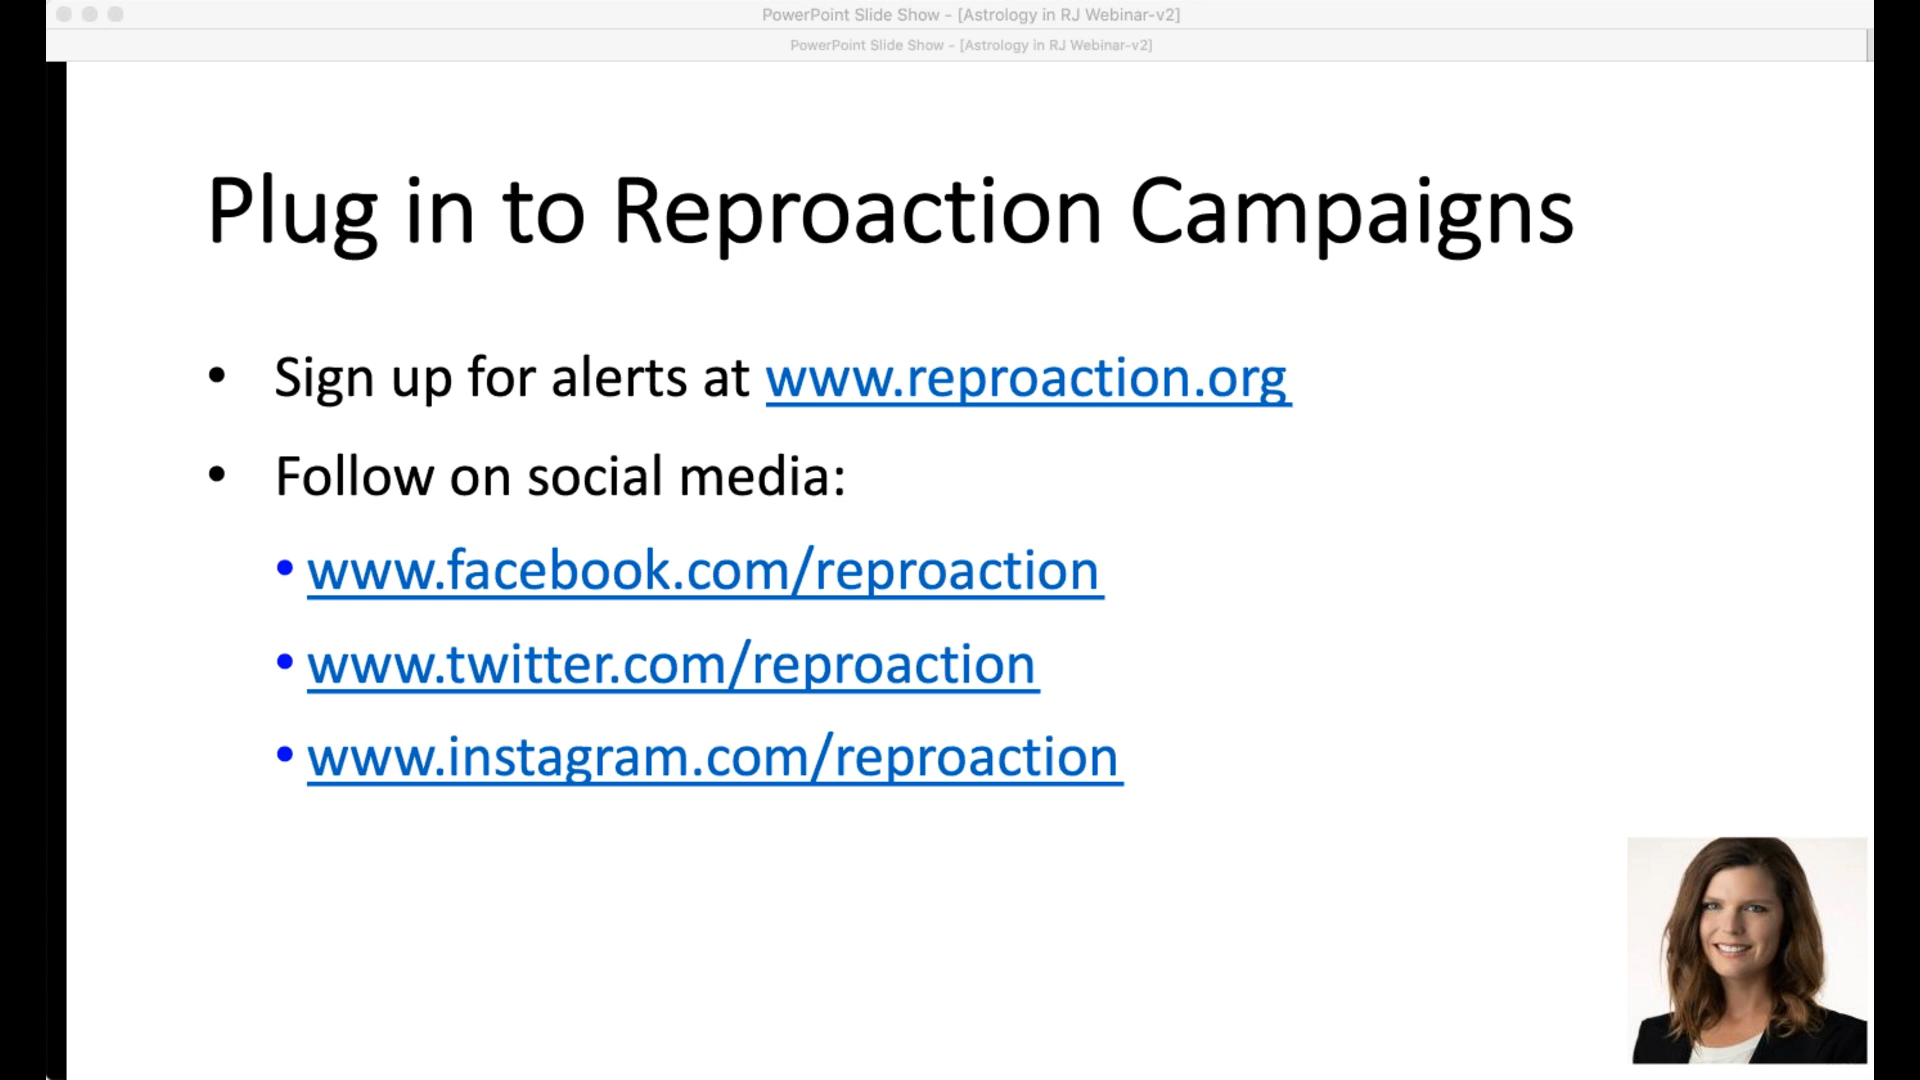 PowerPoint Slide Show - [Astrology in RJ Webinar-v2]
PowerPoint Slide Show - [Astrology in RJ Webinar-v2]
Plug in to Reproaction Campaigns
• Sign up for alerts at www.reproaction.org
• Follow on social media:
• www.facebook.com/reproaction
• www.twitter.com/reproaction
• www.instagram.com/reproaction